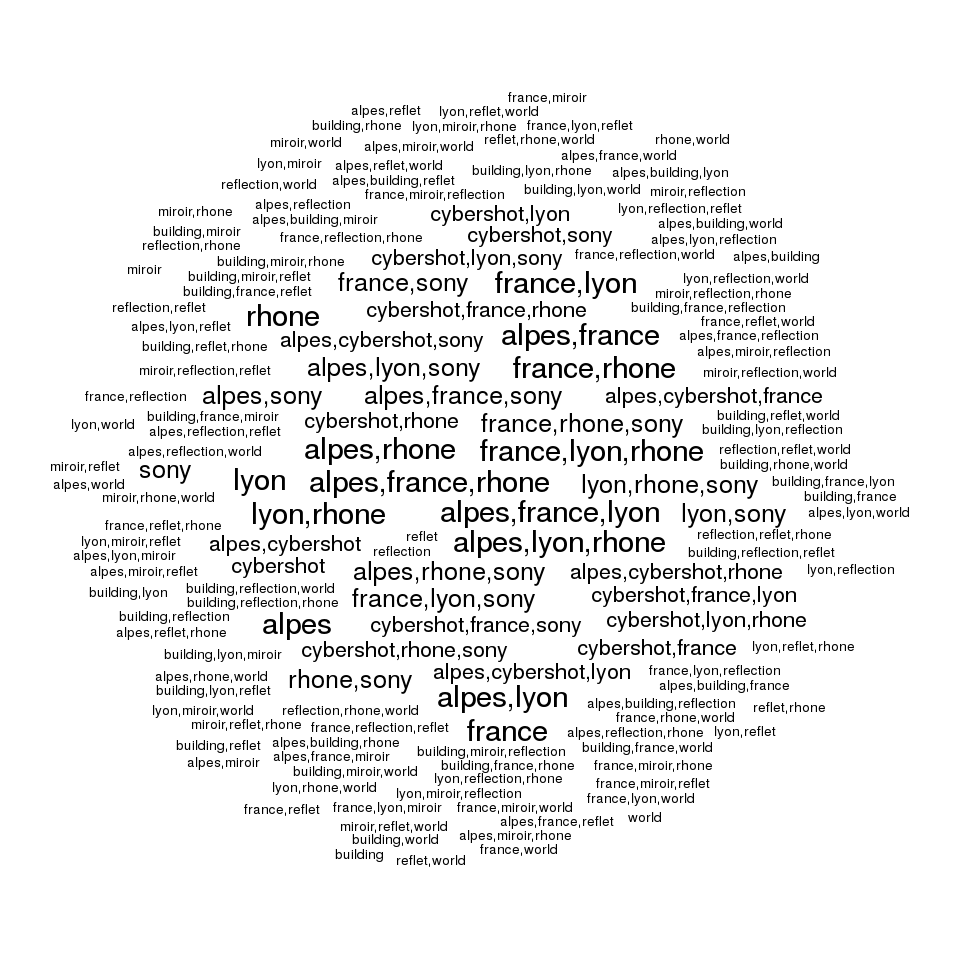 france,miroir
alpes,reflet lyon,reflet,world
building,rhone lyon,miroir,rhone france,lyon,reflet
miroir,world alpes,miroir,world reflet,rhone,world rhone,world
alpes,france,world
lyon,miroir alpes,reflet,world building,lyon,rhone alpes,building,lyon
reflection,world alpes,building,reflet building,lyon,world miroir,reflection
france,miroir,reflection
miroir,rhone alpes,reflection cybershot,lyon lyon,reflection,reflet
alpes,building,miroir alpes,building,world
building,miroir france,reflection,rhone cybershot,sony alpes,lyon,reflection
reflection,rhone
building,miroir,rhone cybershot,lyon,sony france,reflection,world alpes,building
miroir building,miroir,reflet france,sony france,lyon lyon,reflection,world
building,france,reflet miroir,reflection,rhone
reflection,reflet rhone cybershot,france,rhone building,france,reflection
alpes,lyon,reflet france,reflet,world
building,reflet,rhone alpes,cybershot,sony alpes,france alpes,france,reflection
alpes,miroir,reflection
miroir,reflection,reflet alpes,lyon,sony france,rhone miroir,reflection,world
france,reflection alpes,sony alpes,france,sony alpes,cybershot,france
lyon,world building,france,miroir cybershot,rhone france,rhone,sony building,reflet,world
alpes,reflection,reflet building,lyon,reflection
alpes,reflection,world alpes,rhone france,lyon,rhone reflection,reflet,world
miroir,reflet sony building,rhone,world
alpes,world lyon alpes,france,rhone lyon,rhone,sony building,france,lyon
miroir,rhone,world building,france
lyon,rhone alpes,france,lyon lyon,sony alpes,lyon,world
france,reflet,rhone
lyon,miroir,reflet alpes,cybershot reflet alpes,lyon,rhone reflection,reflet,rhone
alpes,lyon,miroir reflection building,reflection,reflet
alpes,miroir,reflet cybershot alpes,rhone,sony alpes,cybershot,rhone lyon,reflection
building,lyon building,reflection,world france,lyon,sony cybershot,france,lyon
building,reflection,rhone
building,reflection alpes cybershot,france,sony cybershot,lyon,rhone
alpes,reflet,rhone
building,lyon,miroir cybershot,rhone,sony cybershot,france lyon,reflet,rhone
alpes,rhone,world rhone,sony alpes,cybershot,lyon france,lyon,reflection
building,lyon,reflet alpes,building,france
lyon,miroir,world reflection,rhone,world alpes,lyon alpes,building,reflection reflet,rhone
miroir,reflet,rhone france,reflection,reflet france france,rhone,world
alpes,reflection,rhone lyon,reflet
building,reflet alpes,building,rhone building,miroir,reflection building,france,world
alpes,miroir alpes,france,miroir building,france,rhone france,miroir,rhone
building,miroir,world lyon,reflection,rhone
lyon,rhone,world lyon,miroir,reflection france,miroir,reflet
france,lyon,world
france,reflet france,lyon,miroir france,miroir,world
miroir,reflet,world alpes,france,reflet world
building,world alpes,miroir,rhone
building reflet,world france,world